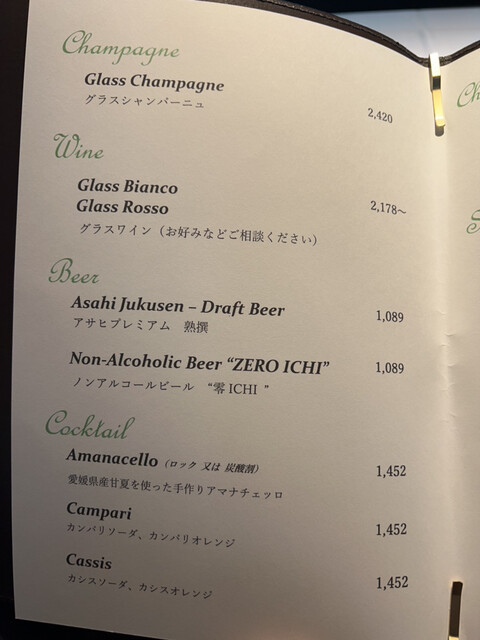 Champagne
Glass Champagne
グラスシャンパーニュ
2,420
Wine
Glass Bianco
Glass Rosso
2,178～
グラスワイン（お好みなどご相談ください）
Beer
Asahi Jukusen – Draft Beer
1,089
アサヒプレミアム　熟撰
Non-Alcoholic Beer “ZERO ICHI”
1,089
ノンアルコールビール　“零 ICHI ”
Cocktail
Amanacello（ロック 又は 炭酸割）
1,452
愛媛県産甘夏を使った手作りアマナチェッロ
Campari
1,452
カンパリソーダ、カンパリオレンジ
Cassis
1,452
カシスソーダ、カシスオレンジ
Ch